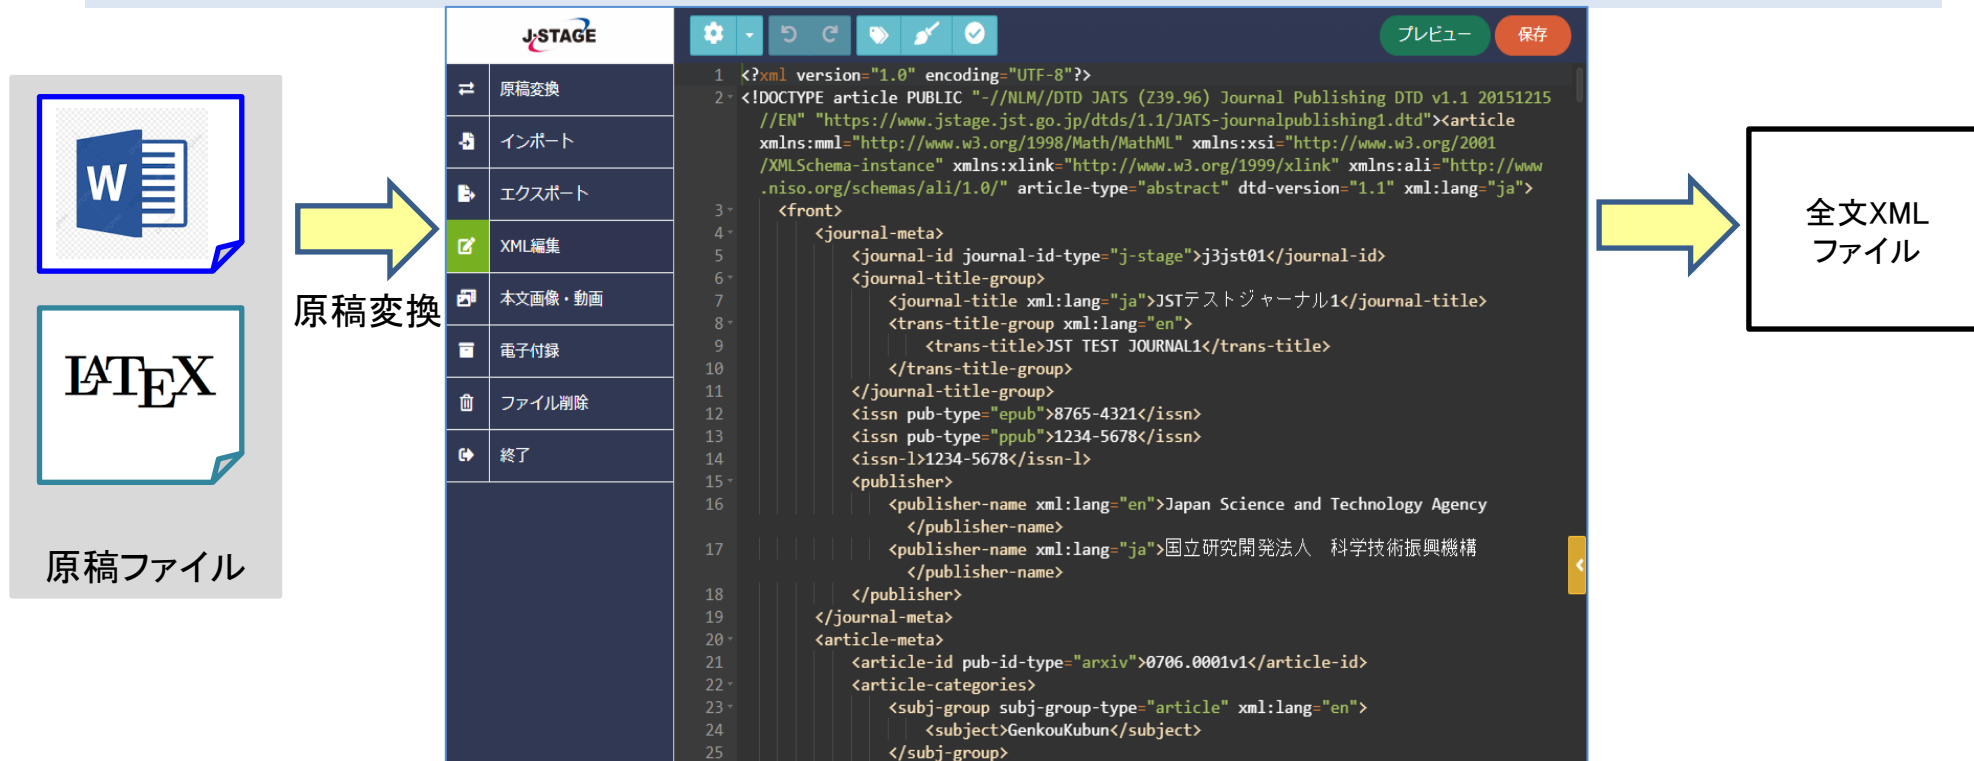 W
LATEX
原稿ファイル
原稿変換
J-STAGE
原稿変換
インポート
エクスポート
XML編集
本文画像・動画
電子付録
ファイル削除
終了
プレビュー
保存
1 <?xml version="1.0" encoding="UTF-8"?>
2 <!DOCTYPE article PUBLIC "-//NLM//DTD JATS (Z39.96) Journal Publishing DTD v1.1 20151215
//EN" "https://www.jstage.jst.go.jp/dtds/1.1/JATS-journalpublishing1.dtd"><article
xmlns:mml="http://www.w3.org/1998/Math/MathML" xmlns:xsi="http://www.w3.org/2001
/XMLSchema-instance" xmlns:xlink="http://www.w3.org/1999/xlink" xmlns:ali="http://www
.niso.org/schemas/ali/1.0/" article-type="abstract" dtd-version="1.1" xml:lang="ja">
3 <front>
4 <journal-meta>
5 <journal-id journal-id-type="j-stage">j3jst01</journal-id>
6 <journal-title-group>
7 <journal-title xml:lang="ja">JSTテストジャーナル1</journal-title>
8 <trans-title-group xml:lang="en">
9 <trans-title>JST TEST JOURNAL1</trans-title>
10 </trans-title-group>
11 </journal-title-group>
12 <issn pub-type="epub">8765-4321</issn>
13 <issn pub-type="ppub">1234-5678</issn>
14 <issn-l>1234-5678</issn-l>
15 <publisher>
16 <publisher-name xml:lang="en">Japan Science and Technology Agency
</publisher-name>
17 <publisher-name xml:lang="ja">国立研究開発法人　科学技術振興機構
</publisher-name>
18 </publisher>
19 </journal-meta>
20 <article-meta>
21 <article-id pub-id-type="arxiv">0706.0001v1</article-id>
22 <article-categories>
23 <subj-group subj-group-type="article" xml:lang="en">
24 <subject>GenkouKubun</subject>
25 </subj-group>
全文XML
ファイル